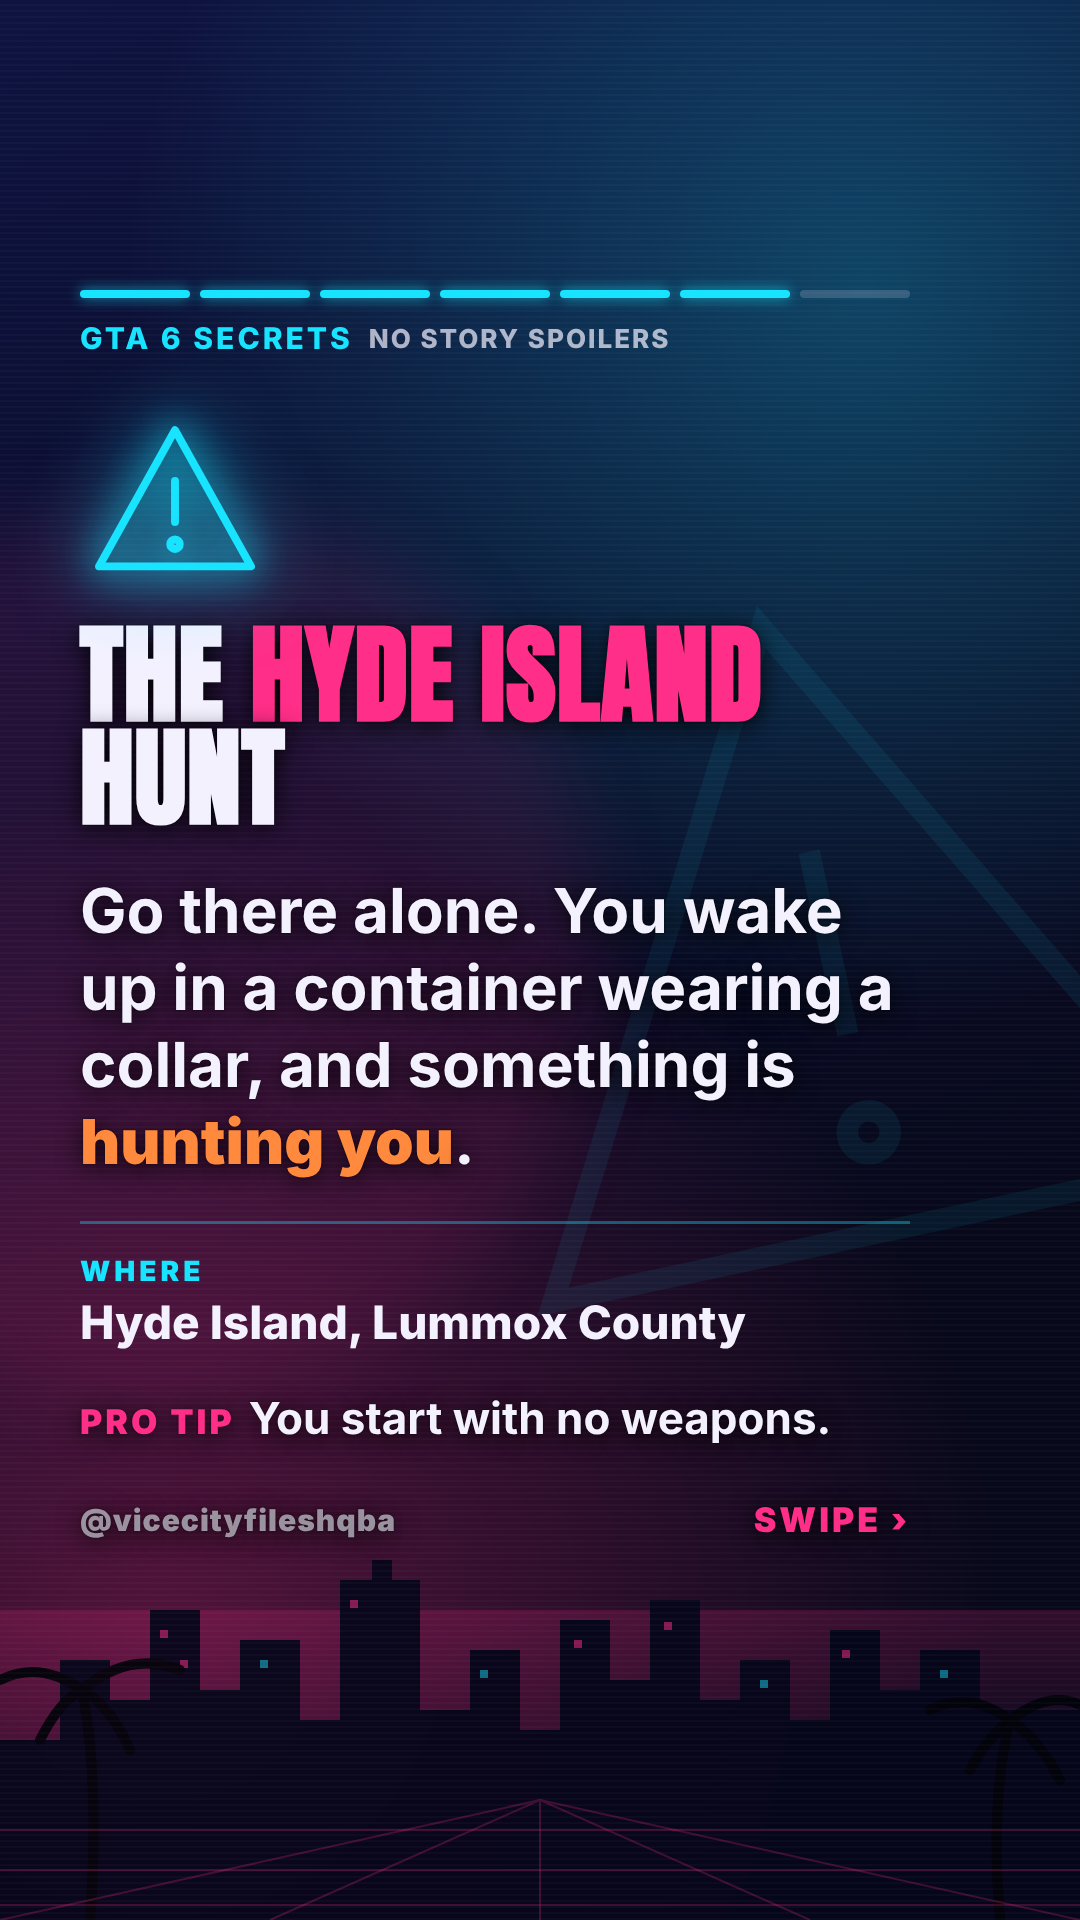 GTA 6 SECRETS NO STORY SPOILERS
THE HYDE ISLAND
HUNT
Go there alone. You wake
up in a container wearing a
collar, and something is
hunting you.
WHERE
Hyde Island, Lummox County
PRO TIP You start with no weapons.
@vicecityfileshqba
SWIPE ›